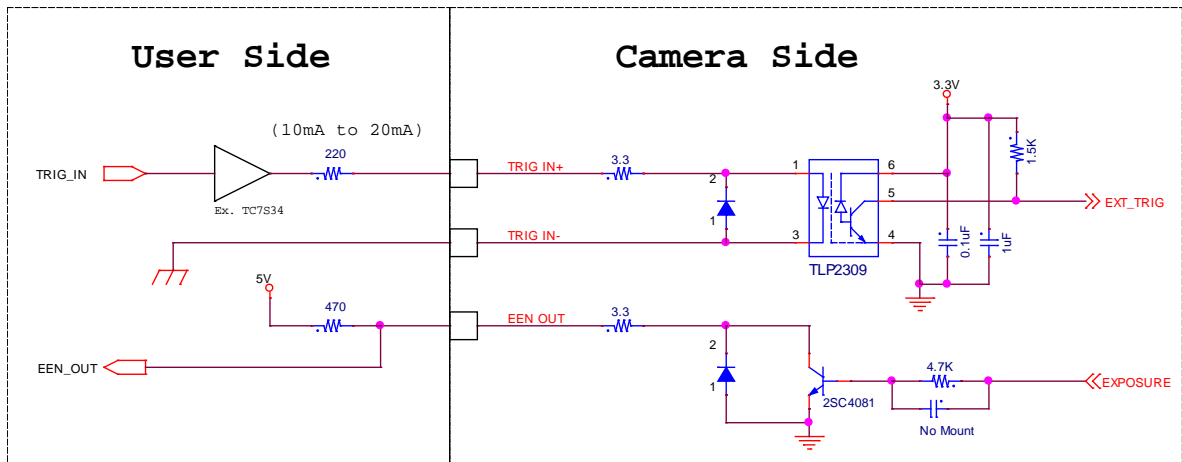 User Side
Camera Side
3.3V
(10mA to 20mA)
220
TRIG_IN
Ex. TC7S34
TRIG IN+
3.3
2
1
1
6
5
3
4
TLP2309
1.5K
EXT_TRIG
0.1uF
1uF
TRIG IN-
5V
470
EEN OUT
3.3
EEN_OUT
2
1
2SC4081
4.7K
EXPOSURE
No Mount